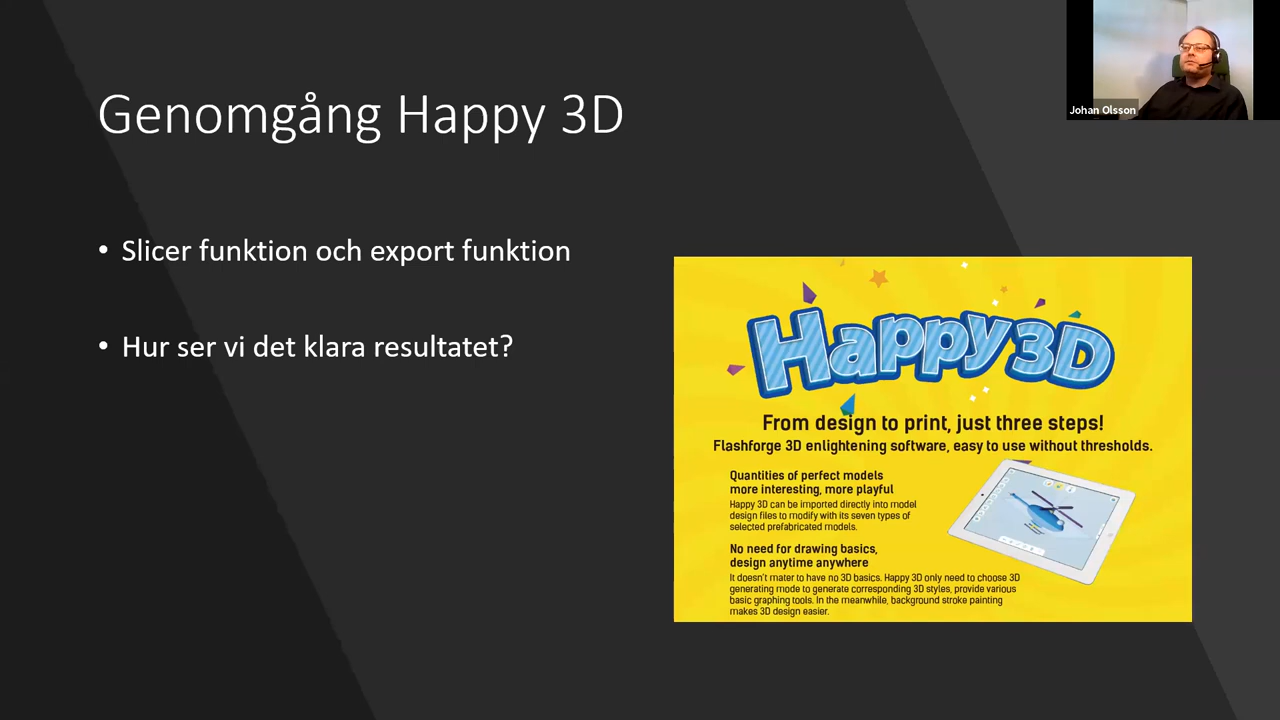 Genomgång Happy 3D
Johan Olsson
• Slicer funktion och export funktion
• Hur ser vi det klara resultatet?
Happy3D
From design to print, just three steps!
Flashforge 3D enlightening software, easy to use without thresholds.
Quantities of perfect models
more interesting, more playful
Happy 3D can be imported directly into model
design files to modify with its seven types of
selected prefabricated models.
No need for drawing basics,
design anytime anywhere
It doesn't mater to have no 3D basics. Happy 3D only need to choose 3D
generating mode to generate corresponding 3D styles, provide various
basic graphing tools. In the meanwhile, background stroke painting
makes 3D design easier.